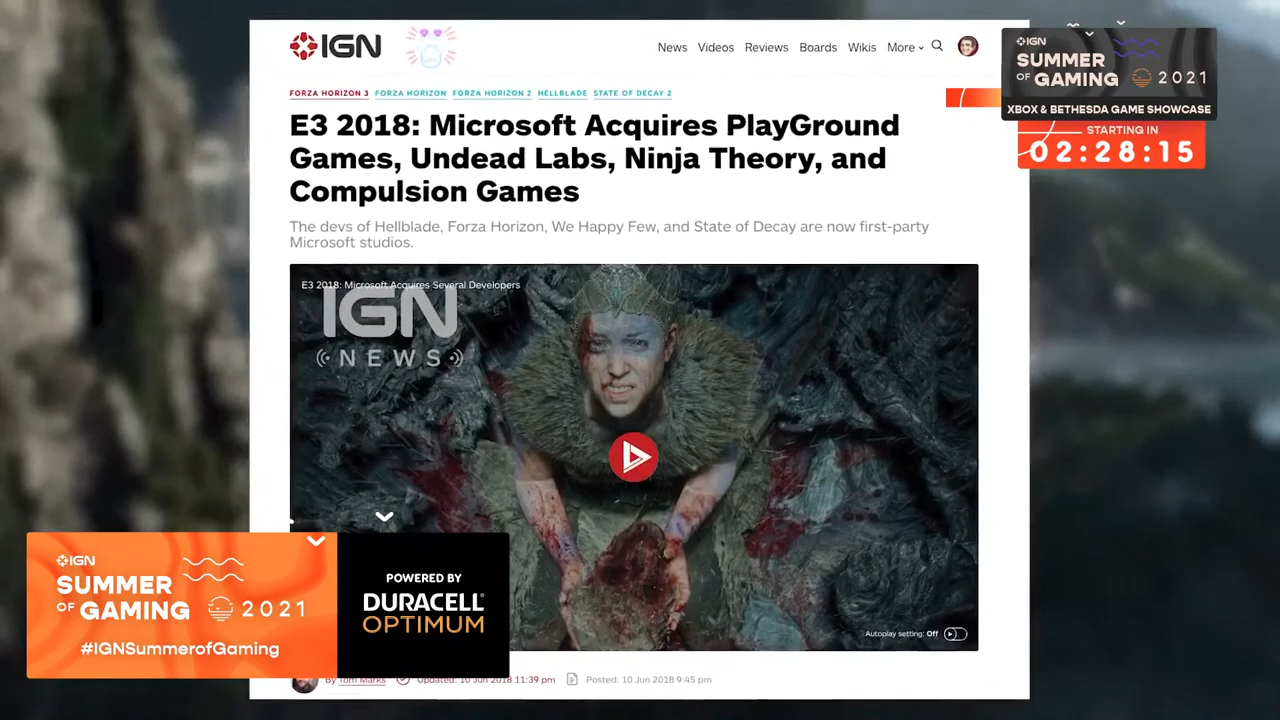 IGN
News Videos Reviews Boards Wikis More
FORZA HORIZON 3 FORZA HORIZON FORZA HORIZON 2 HELLBLADE STATE OF DECAY 2
E3 2018: Microsoft Acquires PlayGround
Games, Undead Labs, Ninja Theory, and
Compulsion Games
The devs of Hellblade, Forza Horizon, We Happy Few, and State of Decay are now first-party
Microsoft studios.
E3 2018: Microsoft Acquires Several Developers
IGN
NEWS
Autoplay setting: Off
By Tom Marks Updated: 10 Jun 2018 11:39 pm Posted: 10 Jun 2018 9:45 pm
IGN
SUMMER
OF GAMING 2021
XBOX & BETHESDA GAME SHOWCASE
STARTING IN
02:28:15
IGN
SUMMER
OF GAMING 2021
#IGNSummerofGaming
POWERED BY
DURACELL
OPTIMUM